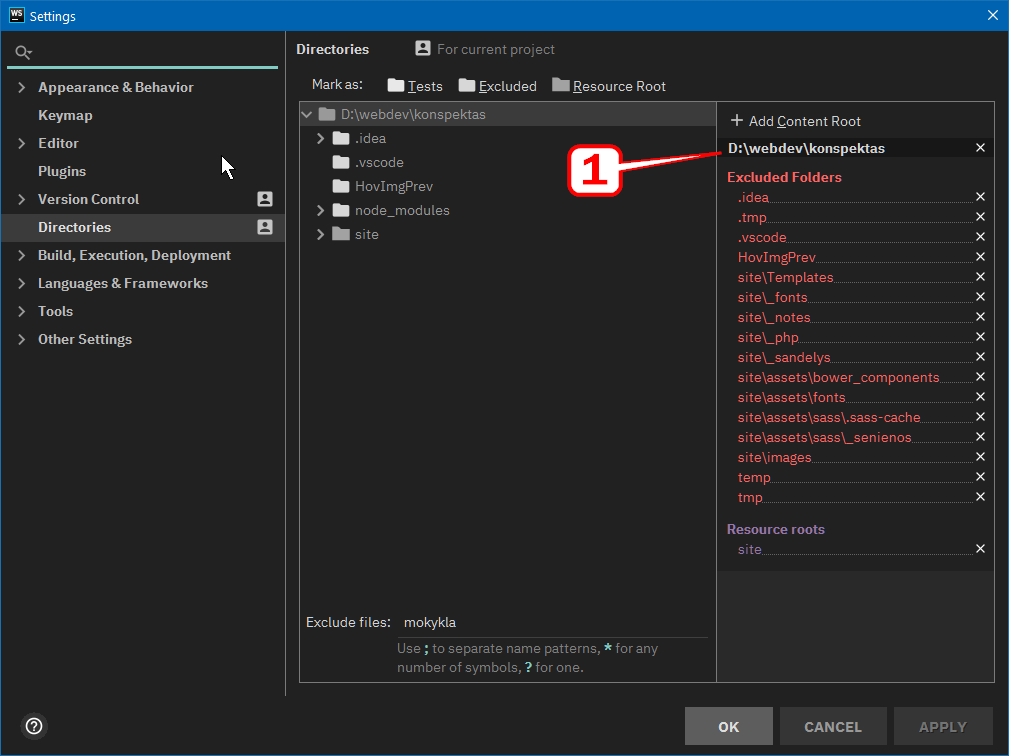 WS Settings
Appearance & Behavior
Keymap
Editor
Plugins
Version Control
Directories
Build, Execution, Deployment
Languages & Frameworks
Tools
Other Settings
Directories For current project
Mark as: Tests Excluded Resource Root
D:\webdev\konspektas
.idea
.vscode
HovImgPrev
node_modules
site
Exclude files: mokykla
Use ; to separate name patterns, * for any
number of symbols, ? for one.
1
+ Add Content Root
D:\webdev\konspektas
Excluded Folders
.idea
.tmp
.vscode
HovImgPrev
site\Templates
site\_fonts
site\_notes
site\_php
site\_sandelys
site\assets\bower_components
site\assets\fonts
site\assets\sass\.sass-cache
site\assets\sass\_senienos
site\images
temp
tmp
Resource roots
site
?
OK CANCEL APPLY